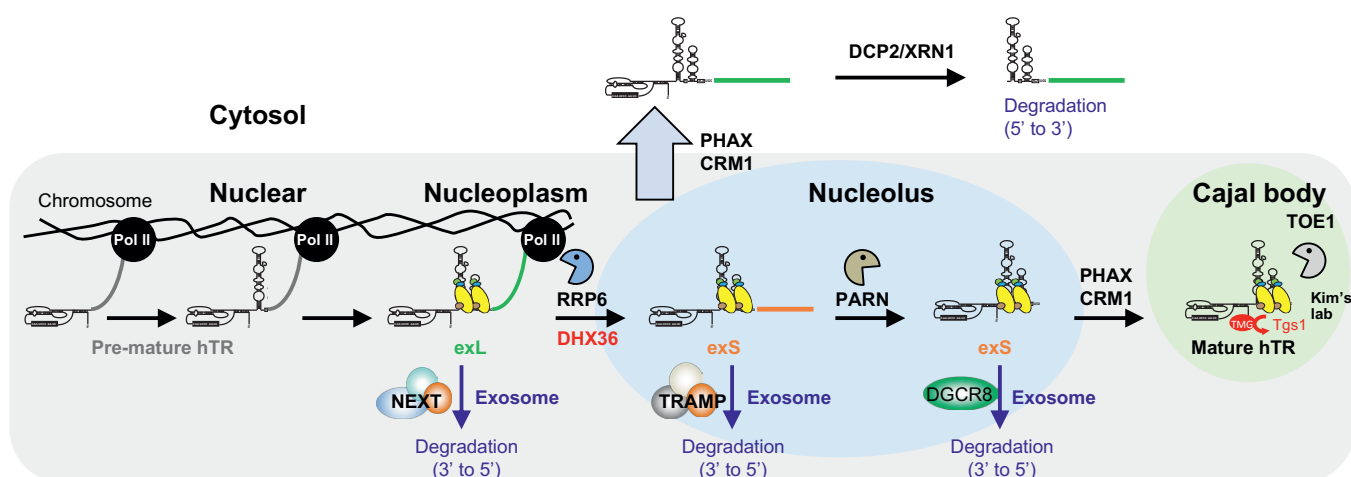 DCP2/XRN1
Degradation
(5' to 3')
Cytosol
PHAX
CRM1
Chromosome
Nuclear
Nucleoplasm
Nucleolus
Cajal body
Pol II
Pol II
Pol II
TOE1
RRP6
DHX36
PARN
PHAX
CRM1
Kim's
lab
TMG
Tgs1
Pre-mature hTR
exL
exS
exS
Mature hTR
NEXT
Exosome
TRAMP
Exosome
DGCR8
Exosome
Degradation
(3' to 5')
Degradation
(3' to 5')
Degradation
(3' to 5')